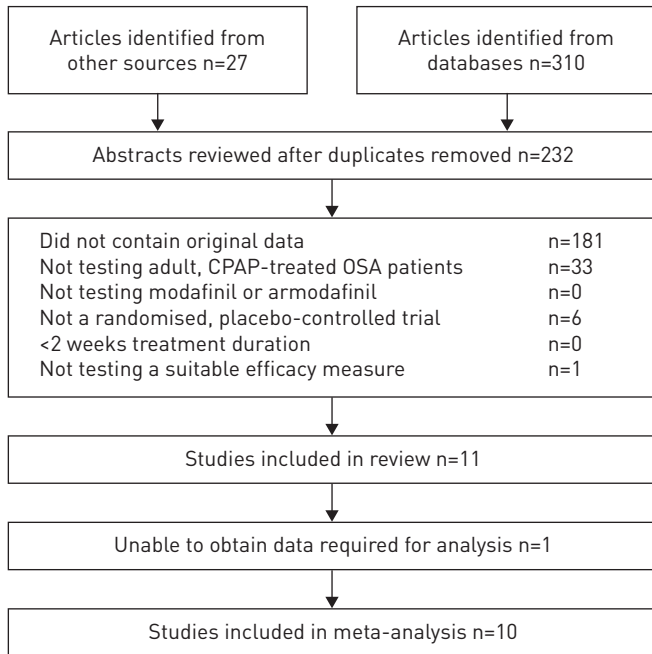 Articles identified from
other sources n=27
Articles identified from
databases n=310
Abstracts reviewed after duplicates removed n=232
Did not contain original data n=181
Not testing adult, CPAP-treated OSA patients n=33
Not testing modafinil or armodafinil n=0
Not a randomised, placebo-controlled trial n=6
<2 weeks treatment duration n=0
Not testing a suitable efficacy measure n=1
Studies included in review n=11
Unable to obtain data required for analysis n=1
Studies included in meta-analysis n=10